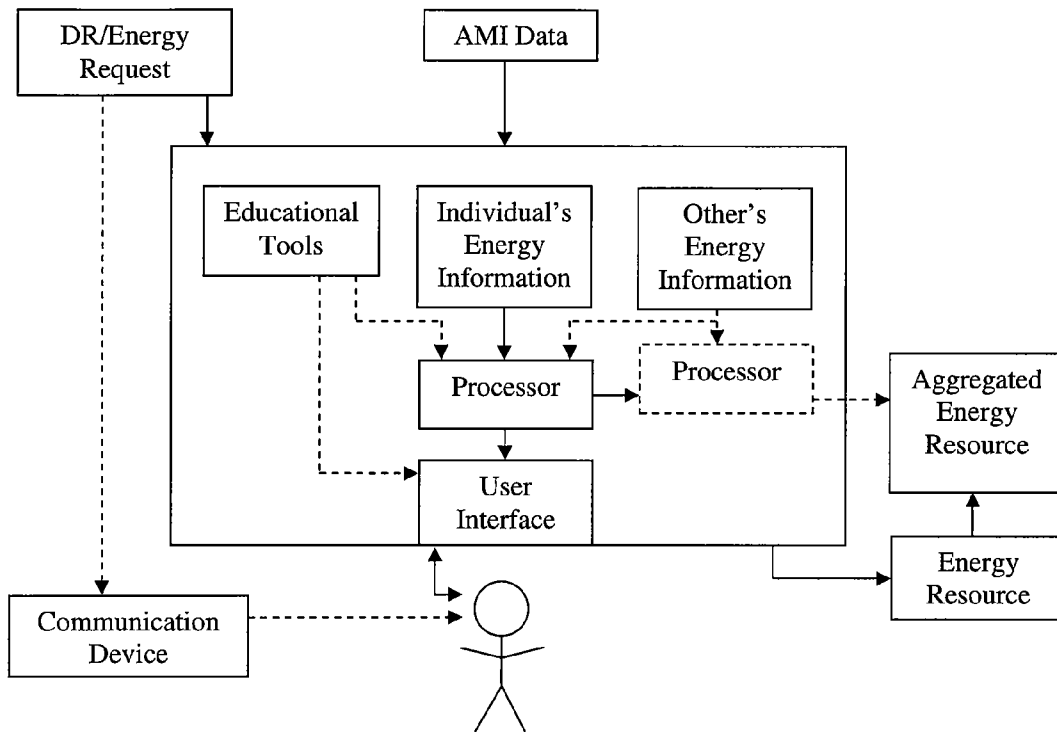 DR/Energy
Request
AMI Data
Educational
Tools
Individual's
Energy
Information
Other's
Energy
Information
Processor
Processor
Aggregated
Energy
Resource
User
Interface
Energy
Resource
Communication
Device